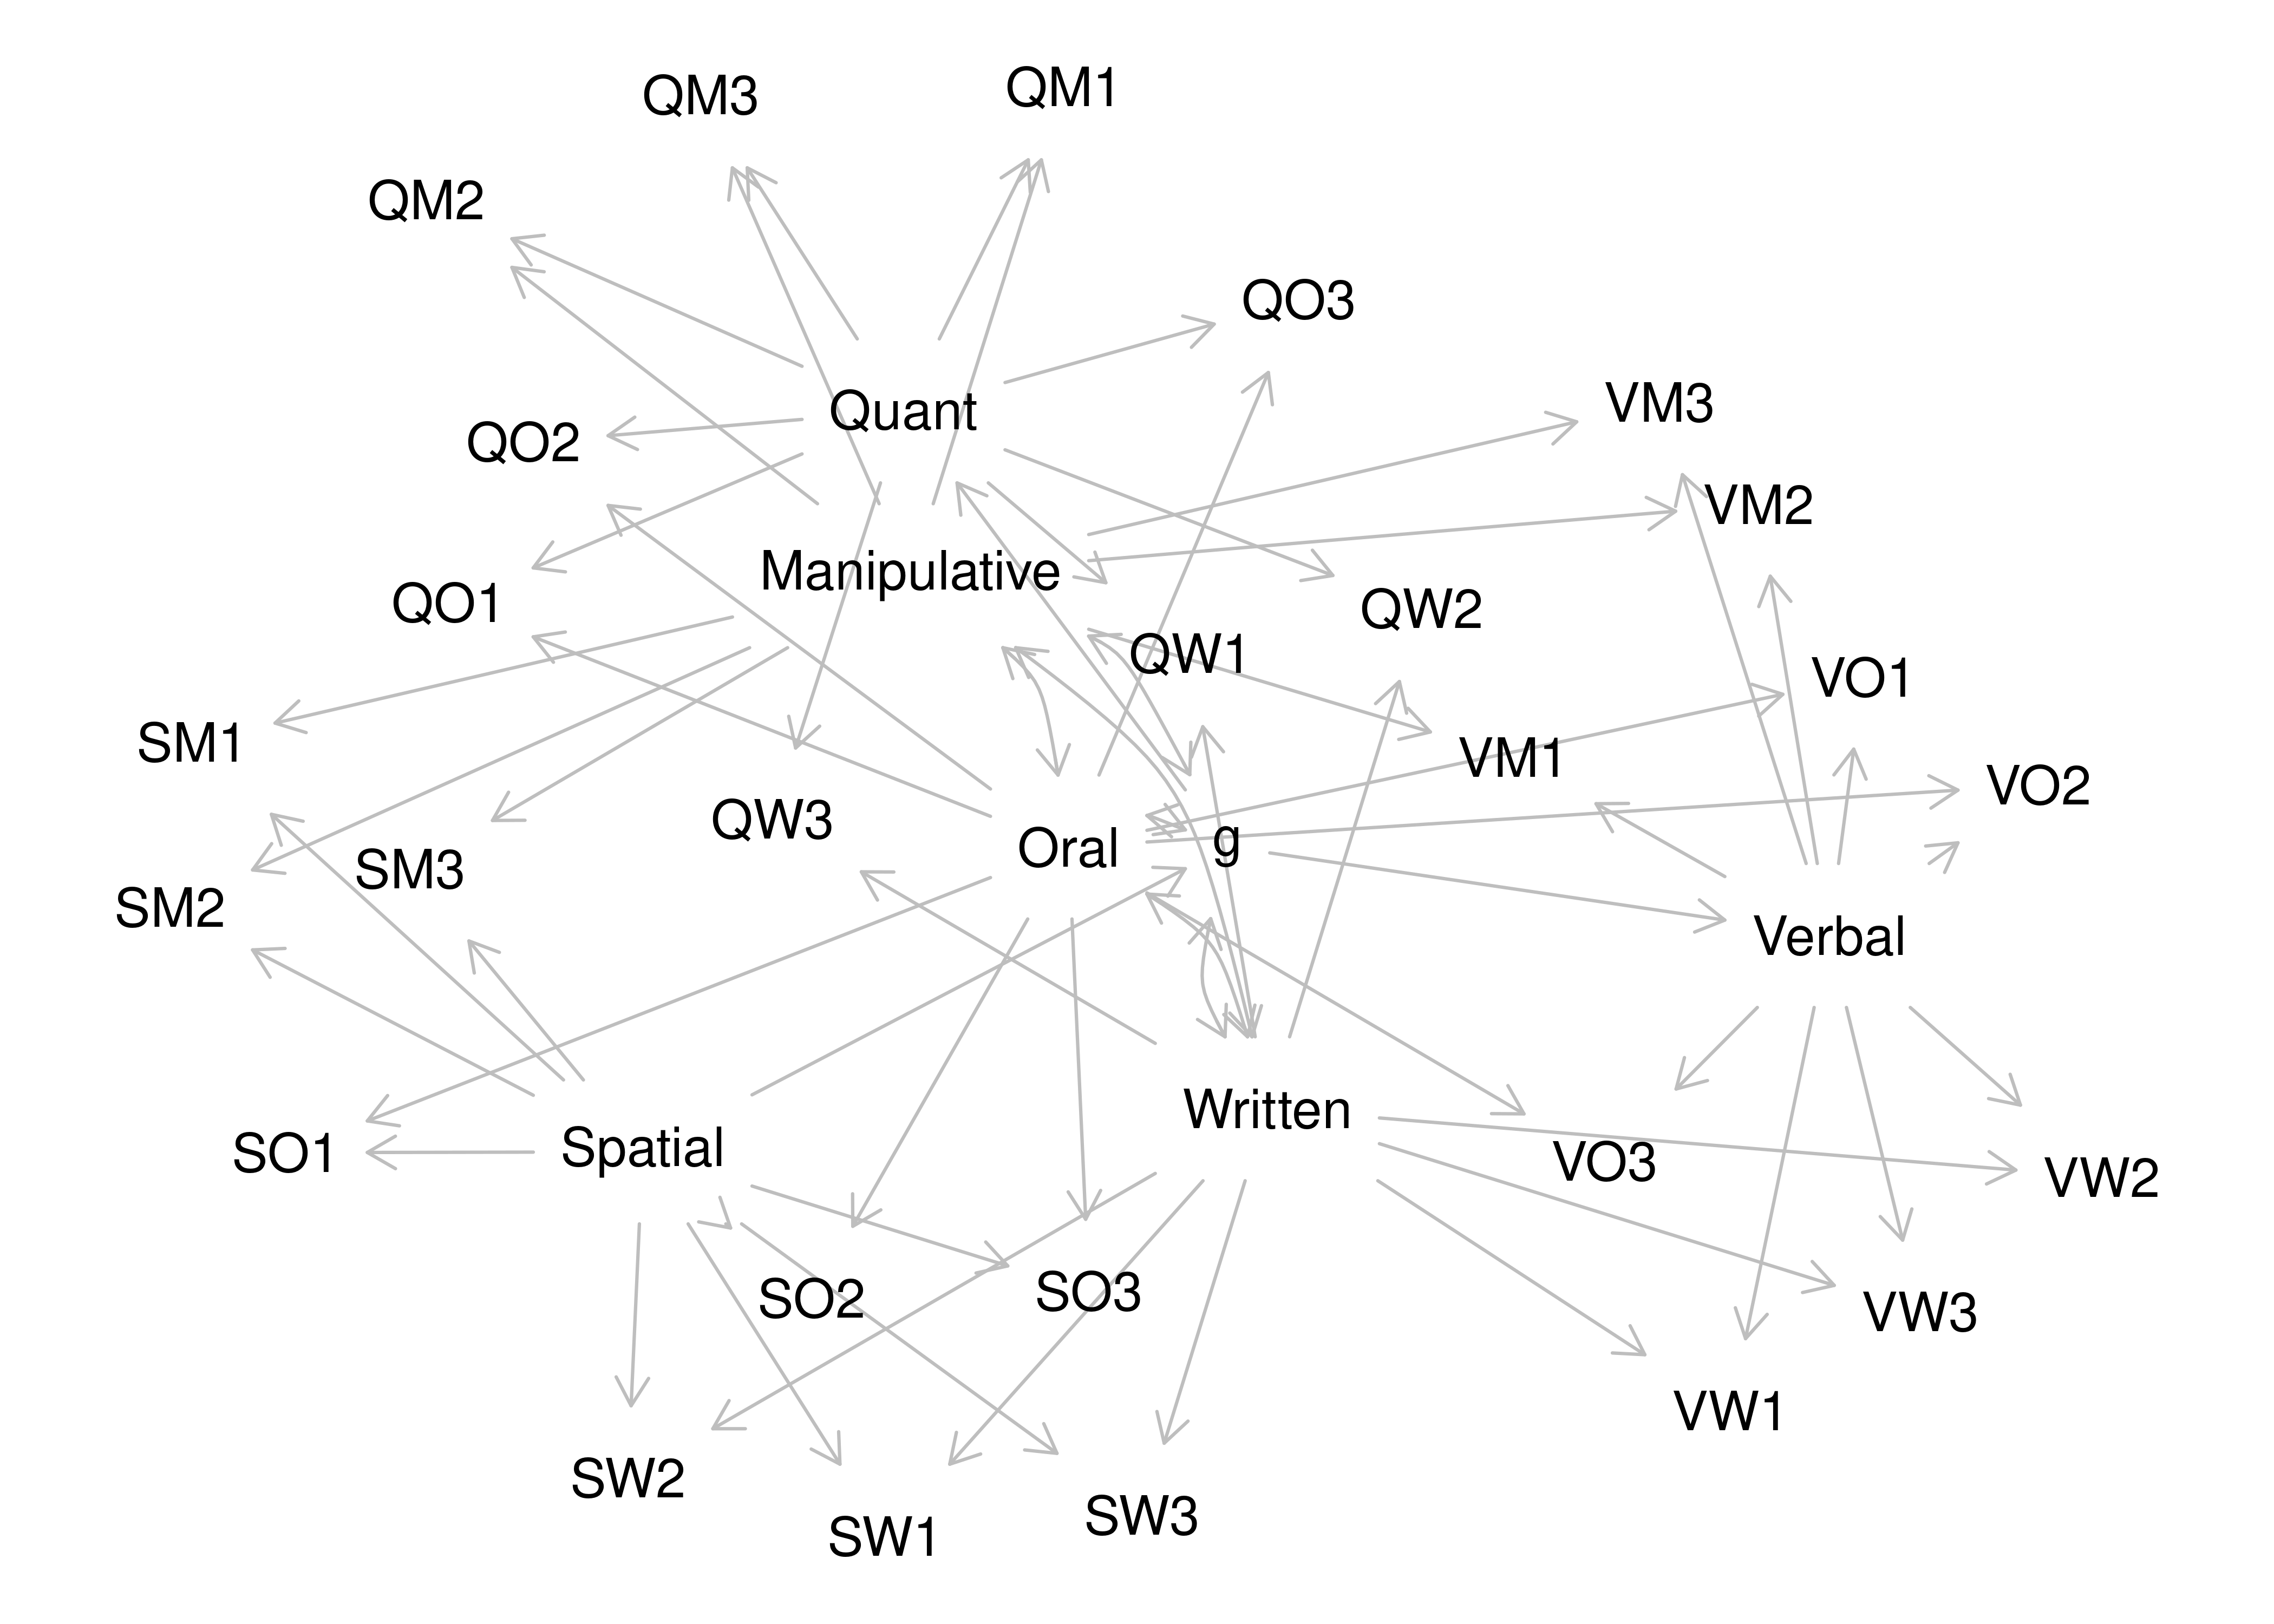 QM3
QM1
QM2
QO3
Quant
VM3
QO2
VM2
Manipulative
QO1
QW2
QW1
VO1
SM1
VM1
VO2
QW3
Oral
g
SM3
SM2
Verbal
Written
Spatial
SO1
VO3
VW2
SO2
SO3
VW3
VW1
SW2
SW3
SW1